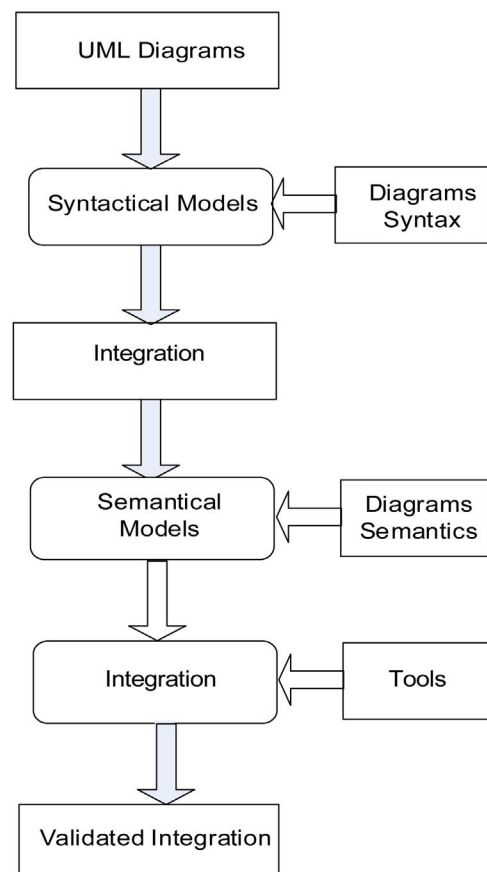 UML Diagrams
Syntactical Models
Diagrams
Syntax
Integration
Semantical
Models
Diagrams
Semantics
Integration
Tools
Validated Integration